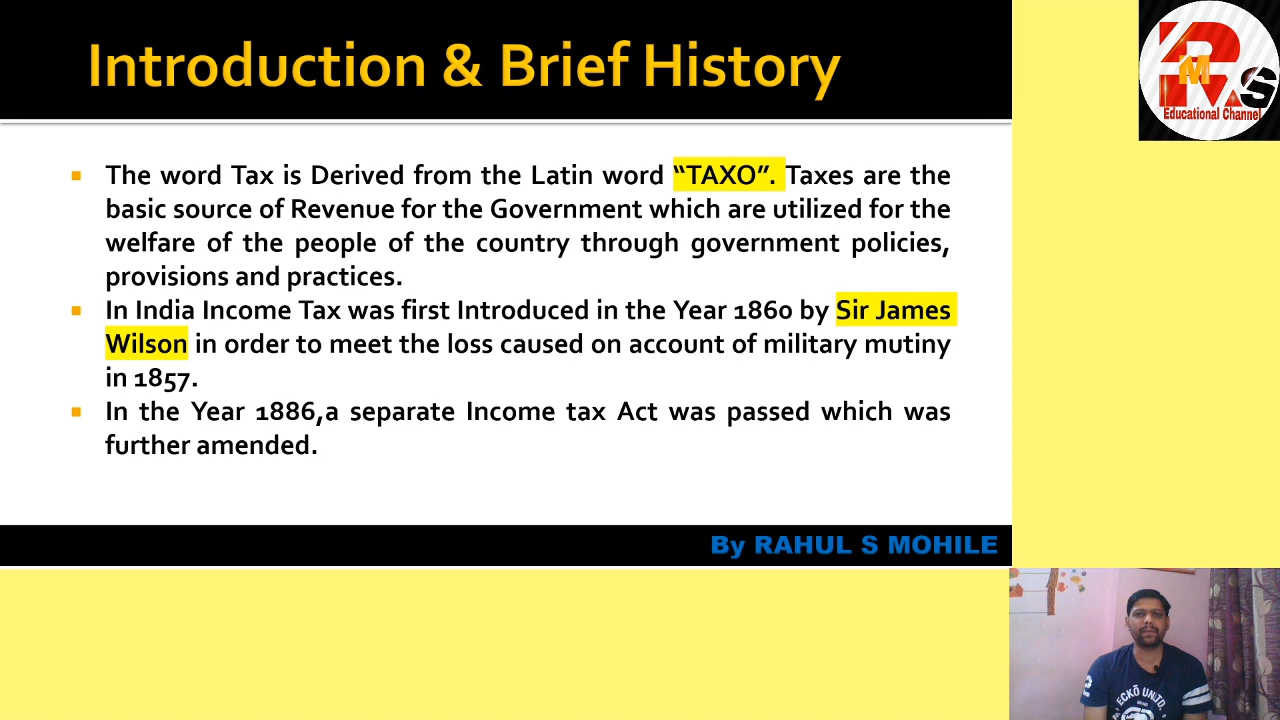 Introduction & Brief History
The word Tax is Derived from the Latin word “TAXO”. Taxes are the
basic source of Revenue for the Government which are utilized for the
welfare of the people of the country through government policies,
provisions and practices.
In India Income Tax was first Introduced in the Year 1860 by Sir James
Wilson in order to meet the loss caused on account of military mutiny
in 1857.
In the Year 1886,a separate Income tax Act was passed which was
further amended.
By RAHUL S MOHILE
Educational Channel
ECKŌ UNLTD.